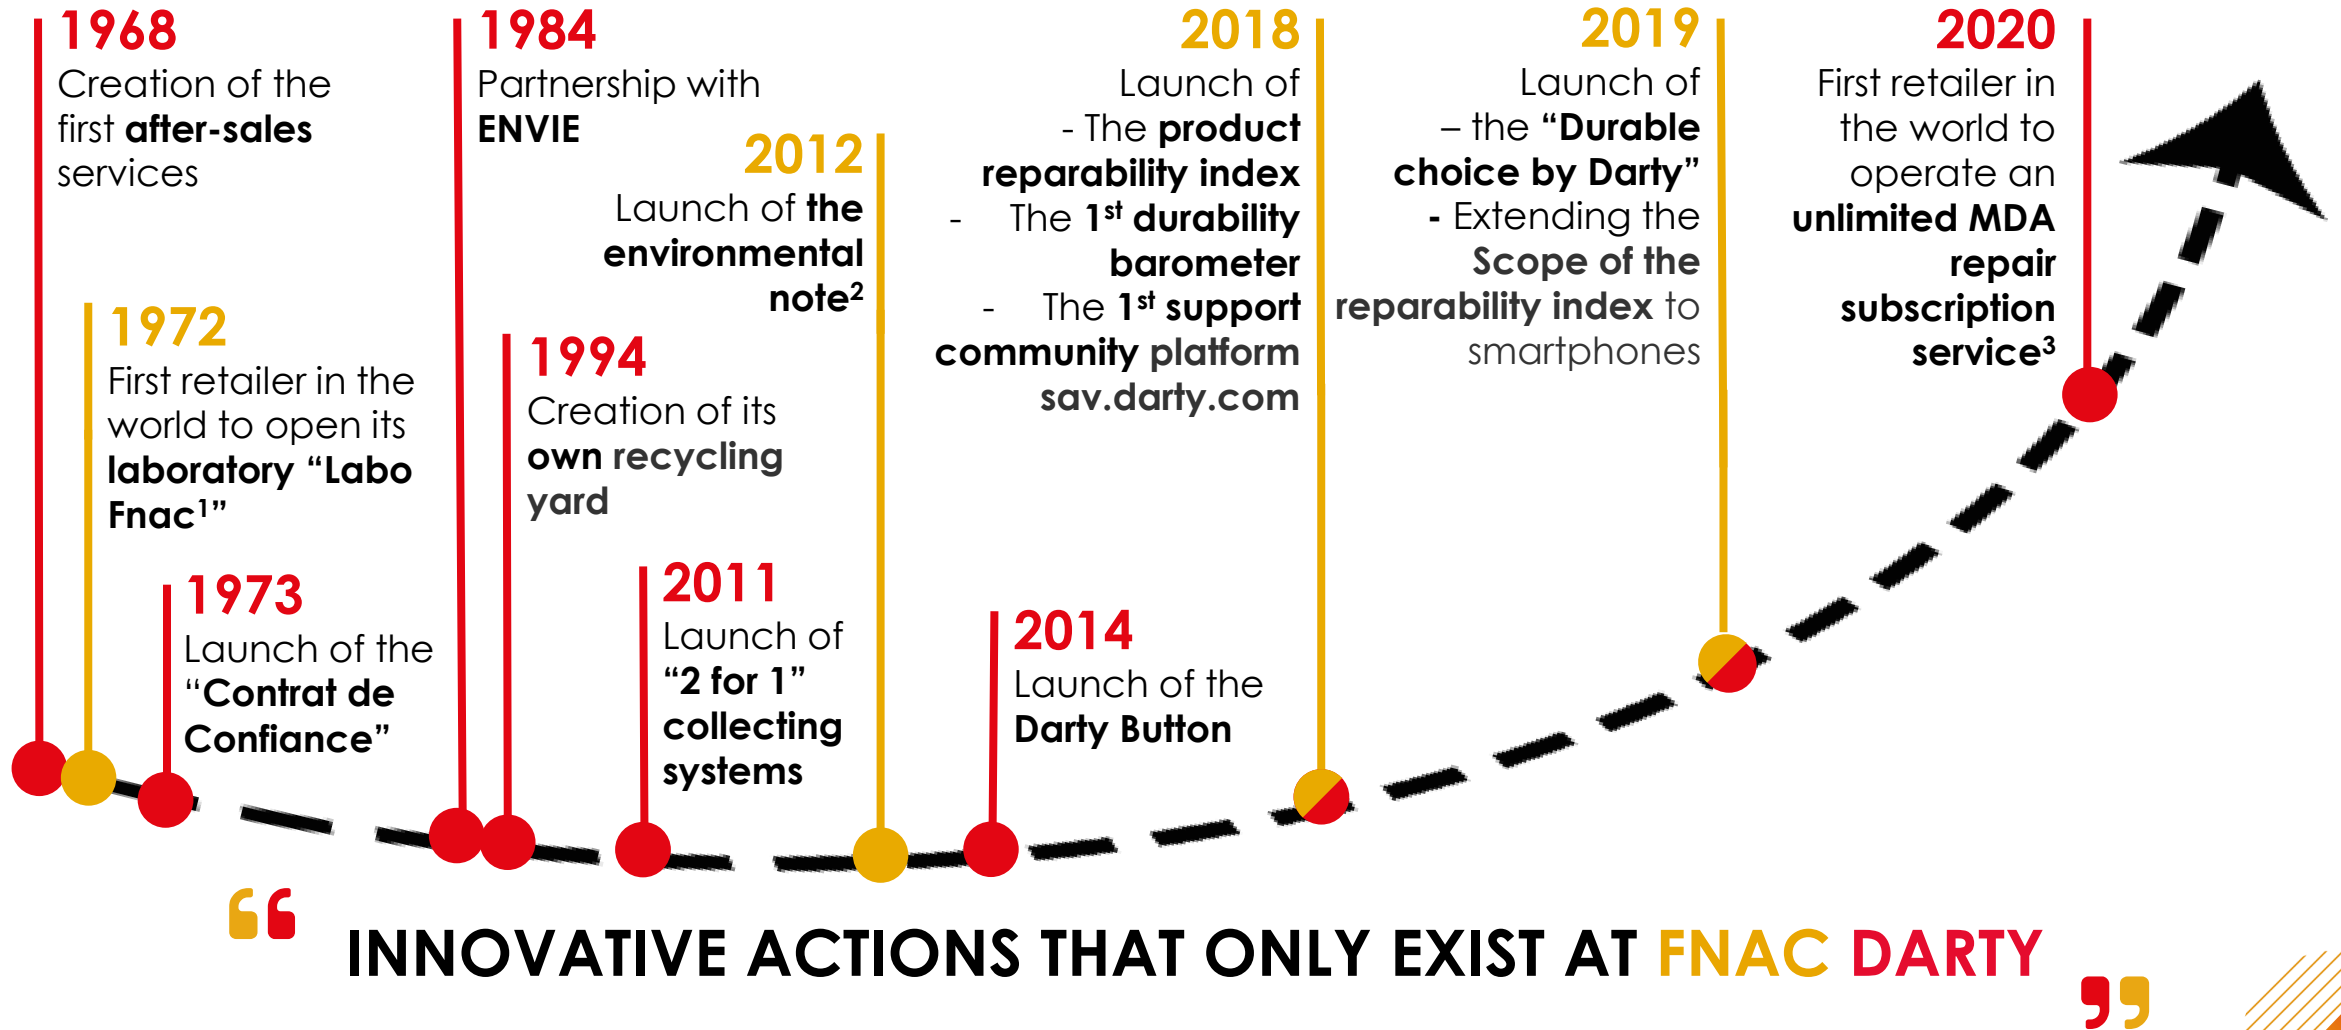 1968
Creation of the
first after-sales
services
1972
First retailer in the
world to open its
laboratory “Labo
Fnac¹”
1973
Launch of the
“Contrat de
Confiance”
1984
Partnership with
ENVIE
1994
Creation of its
own recycling
yard
2011
Launch of
“2 for 1”
collecting
systems
2012
Launch of the
environmental
note²
2014
Launch of the
Darty Button
2018
Launch of
- The product
reparability index
- The 1st durability
barometer
- The 1st support
community platform
sav.darty.com
2019
Launch of
– the “Durable
choice by Darty”
- Extending the
Scope of the
reparability index to
smartphones
2020
First retailer in
the world to
operate an
unlimited MDA
repair
subscription
service³
“ INNOVATIVE ACTIONS THAT ONLY EXIST AT FNAC DARTY ”